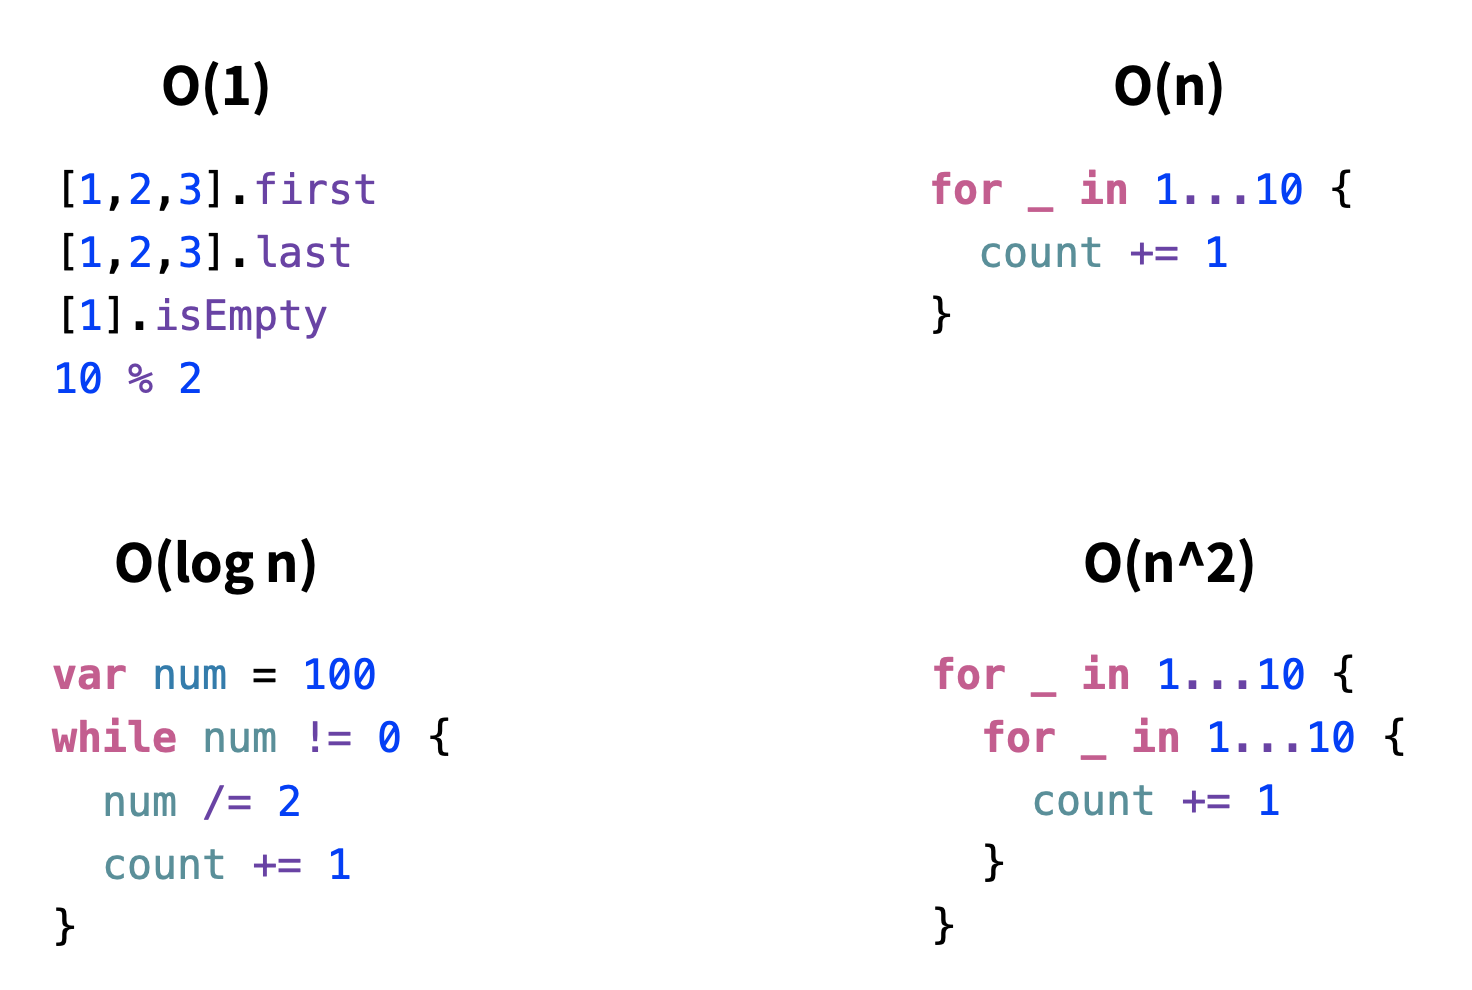 O(1)
[1,2,3].first
[1,2,3].last
[1].isEmpty
10 % 2
O(n)
for _ in 1...10 {
  count += 1
}
O(log n)
var num = 100
while num != 0 {
  num /= 2
  count += 1
}
O(n^2)
for _ in 1...10 {
  for _ in 1...10 {
    count += 1
  }
}